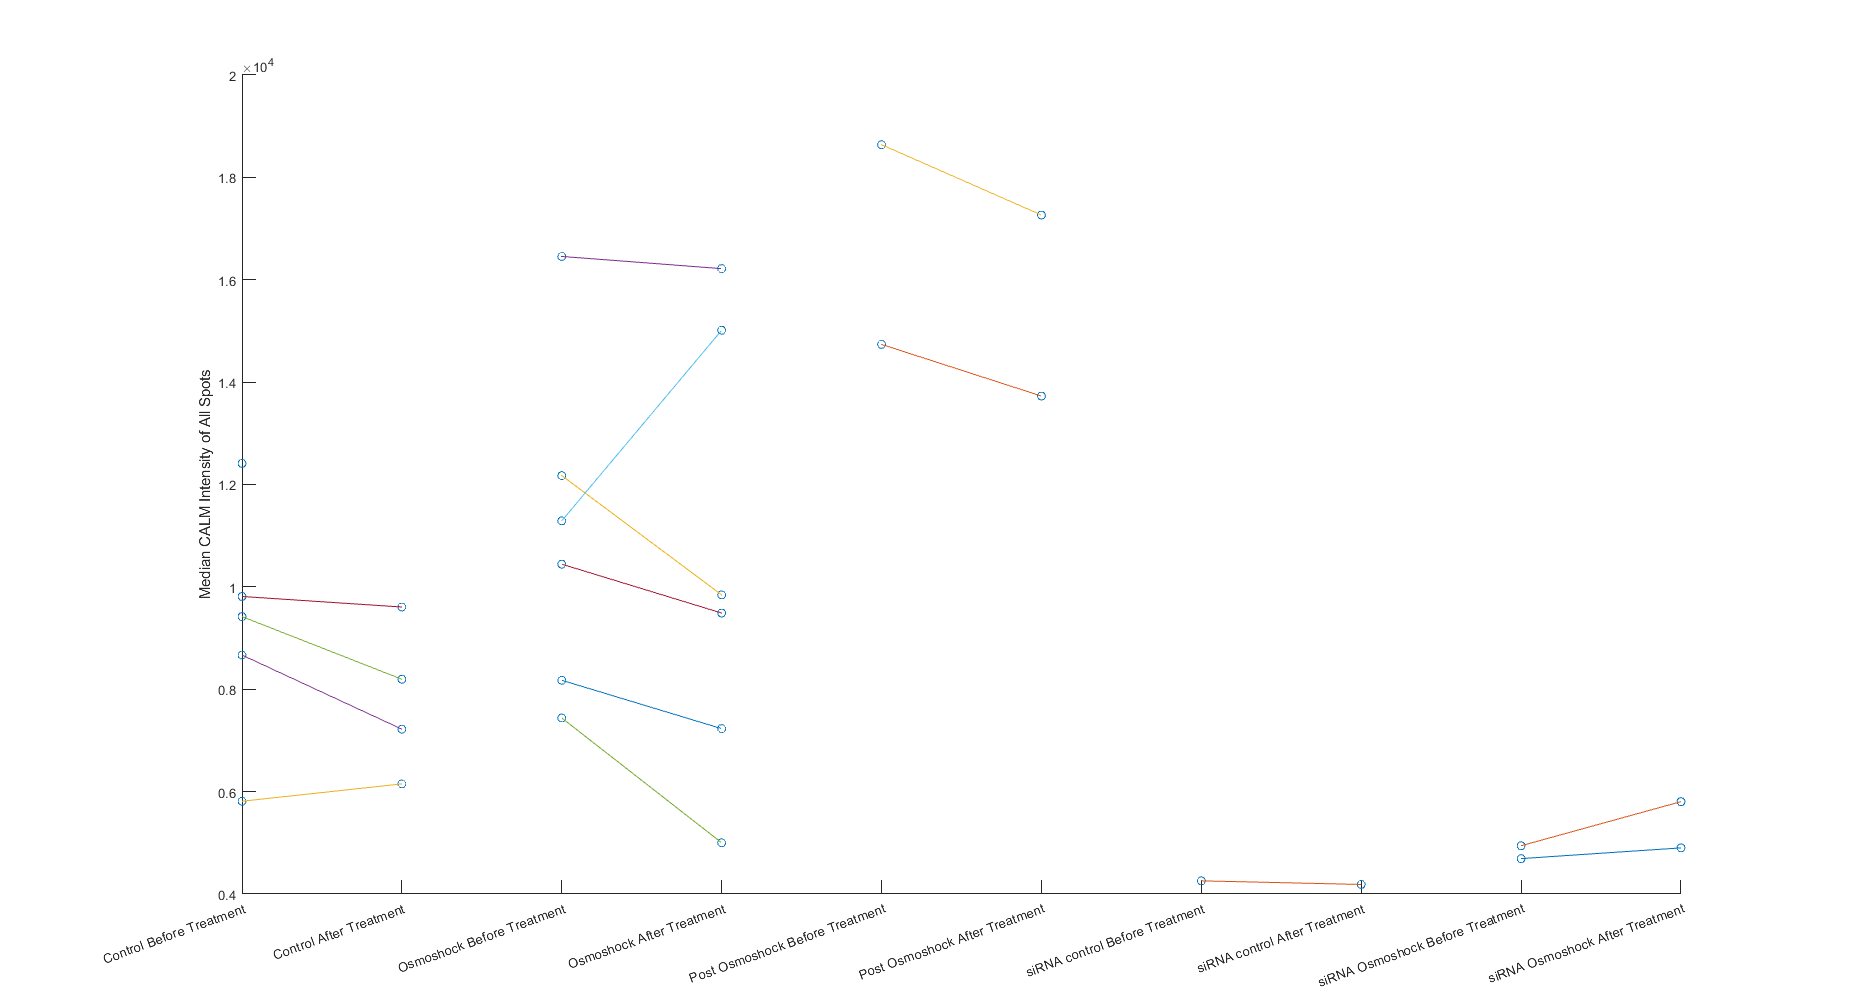 ×10⁴
2
1.8
1.6
1.4
1.2
1
0.8
0.6
0.4
Median CALM Intensity of All Spots
Control Before Treatment
Control After Treatment
Osmoshock Before Treatment
Osmoshock After Treatment
Post Osmoshock Before Treatment
Post Osmoshock After Treatment
siRNA control Before Treatment
siRNA control After Treatment
siRNA Osmoshock Before Treatment
siRNA Osmoshock After Treatment